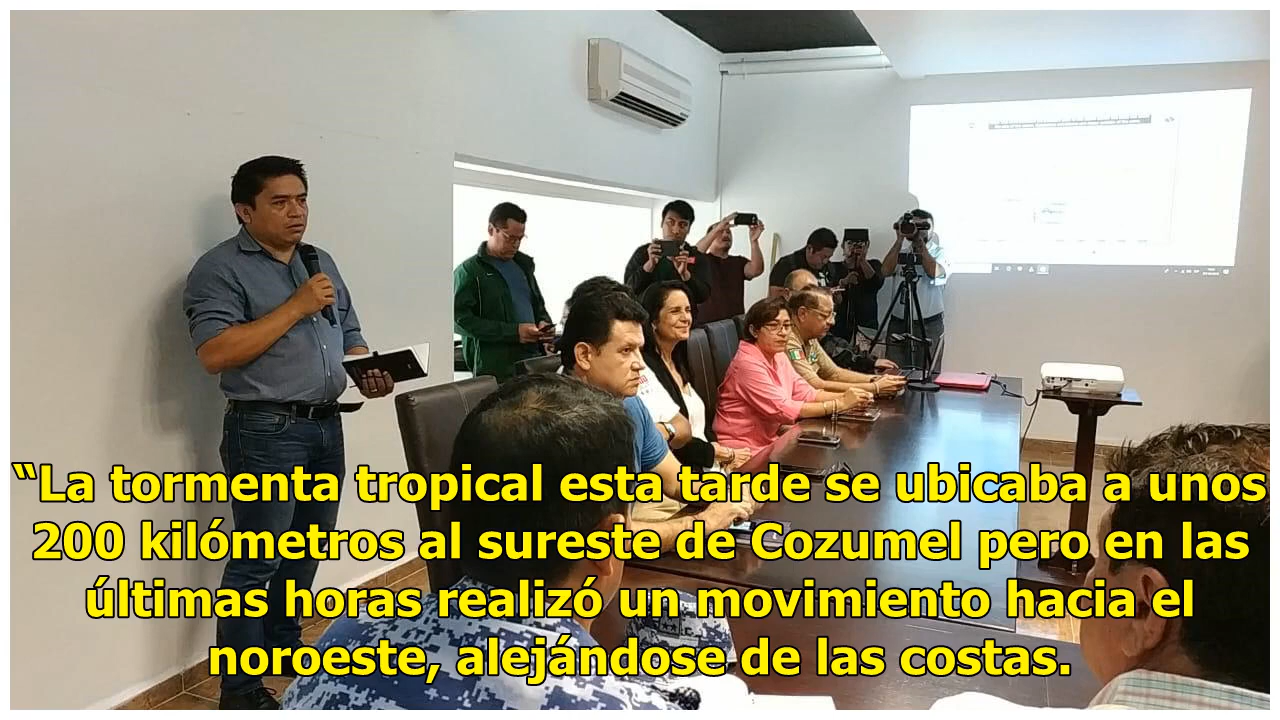 “La tormenta tropical esta tarde se ubicaba a unos
200 kilómetros al sureste de Cozumel pero en las
últimas horas realizó un movimiento hacia el
noroeste, alejándose de las costas.